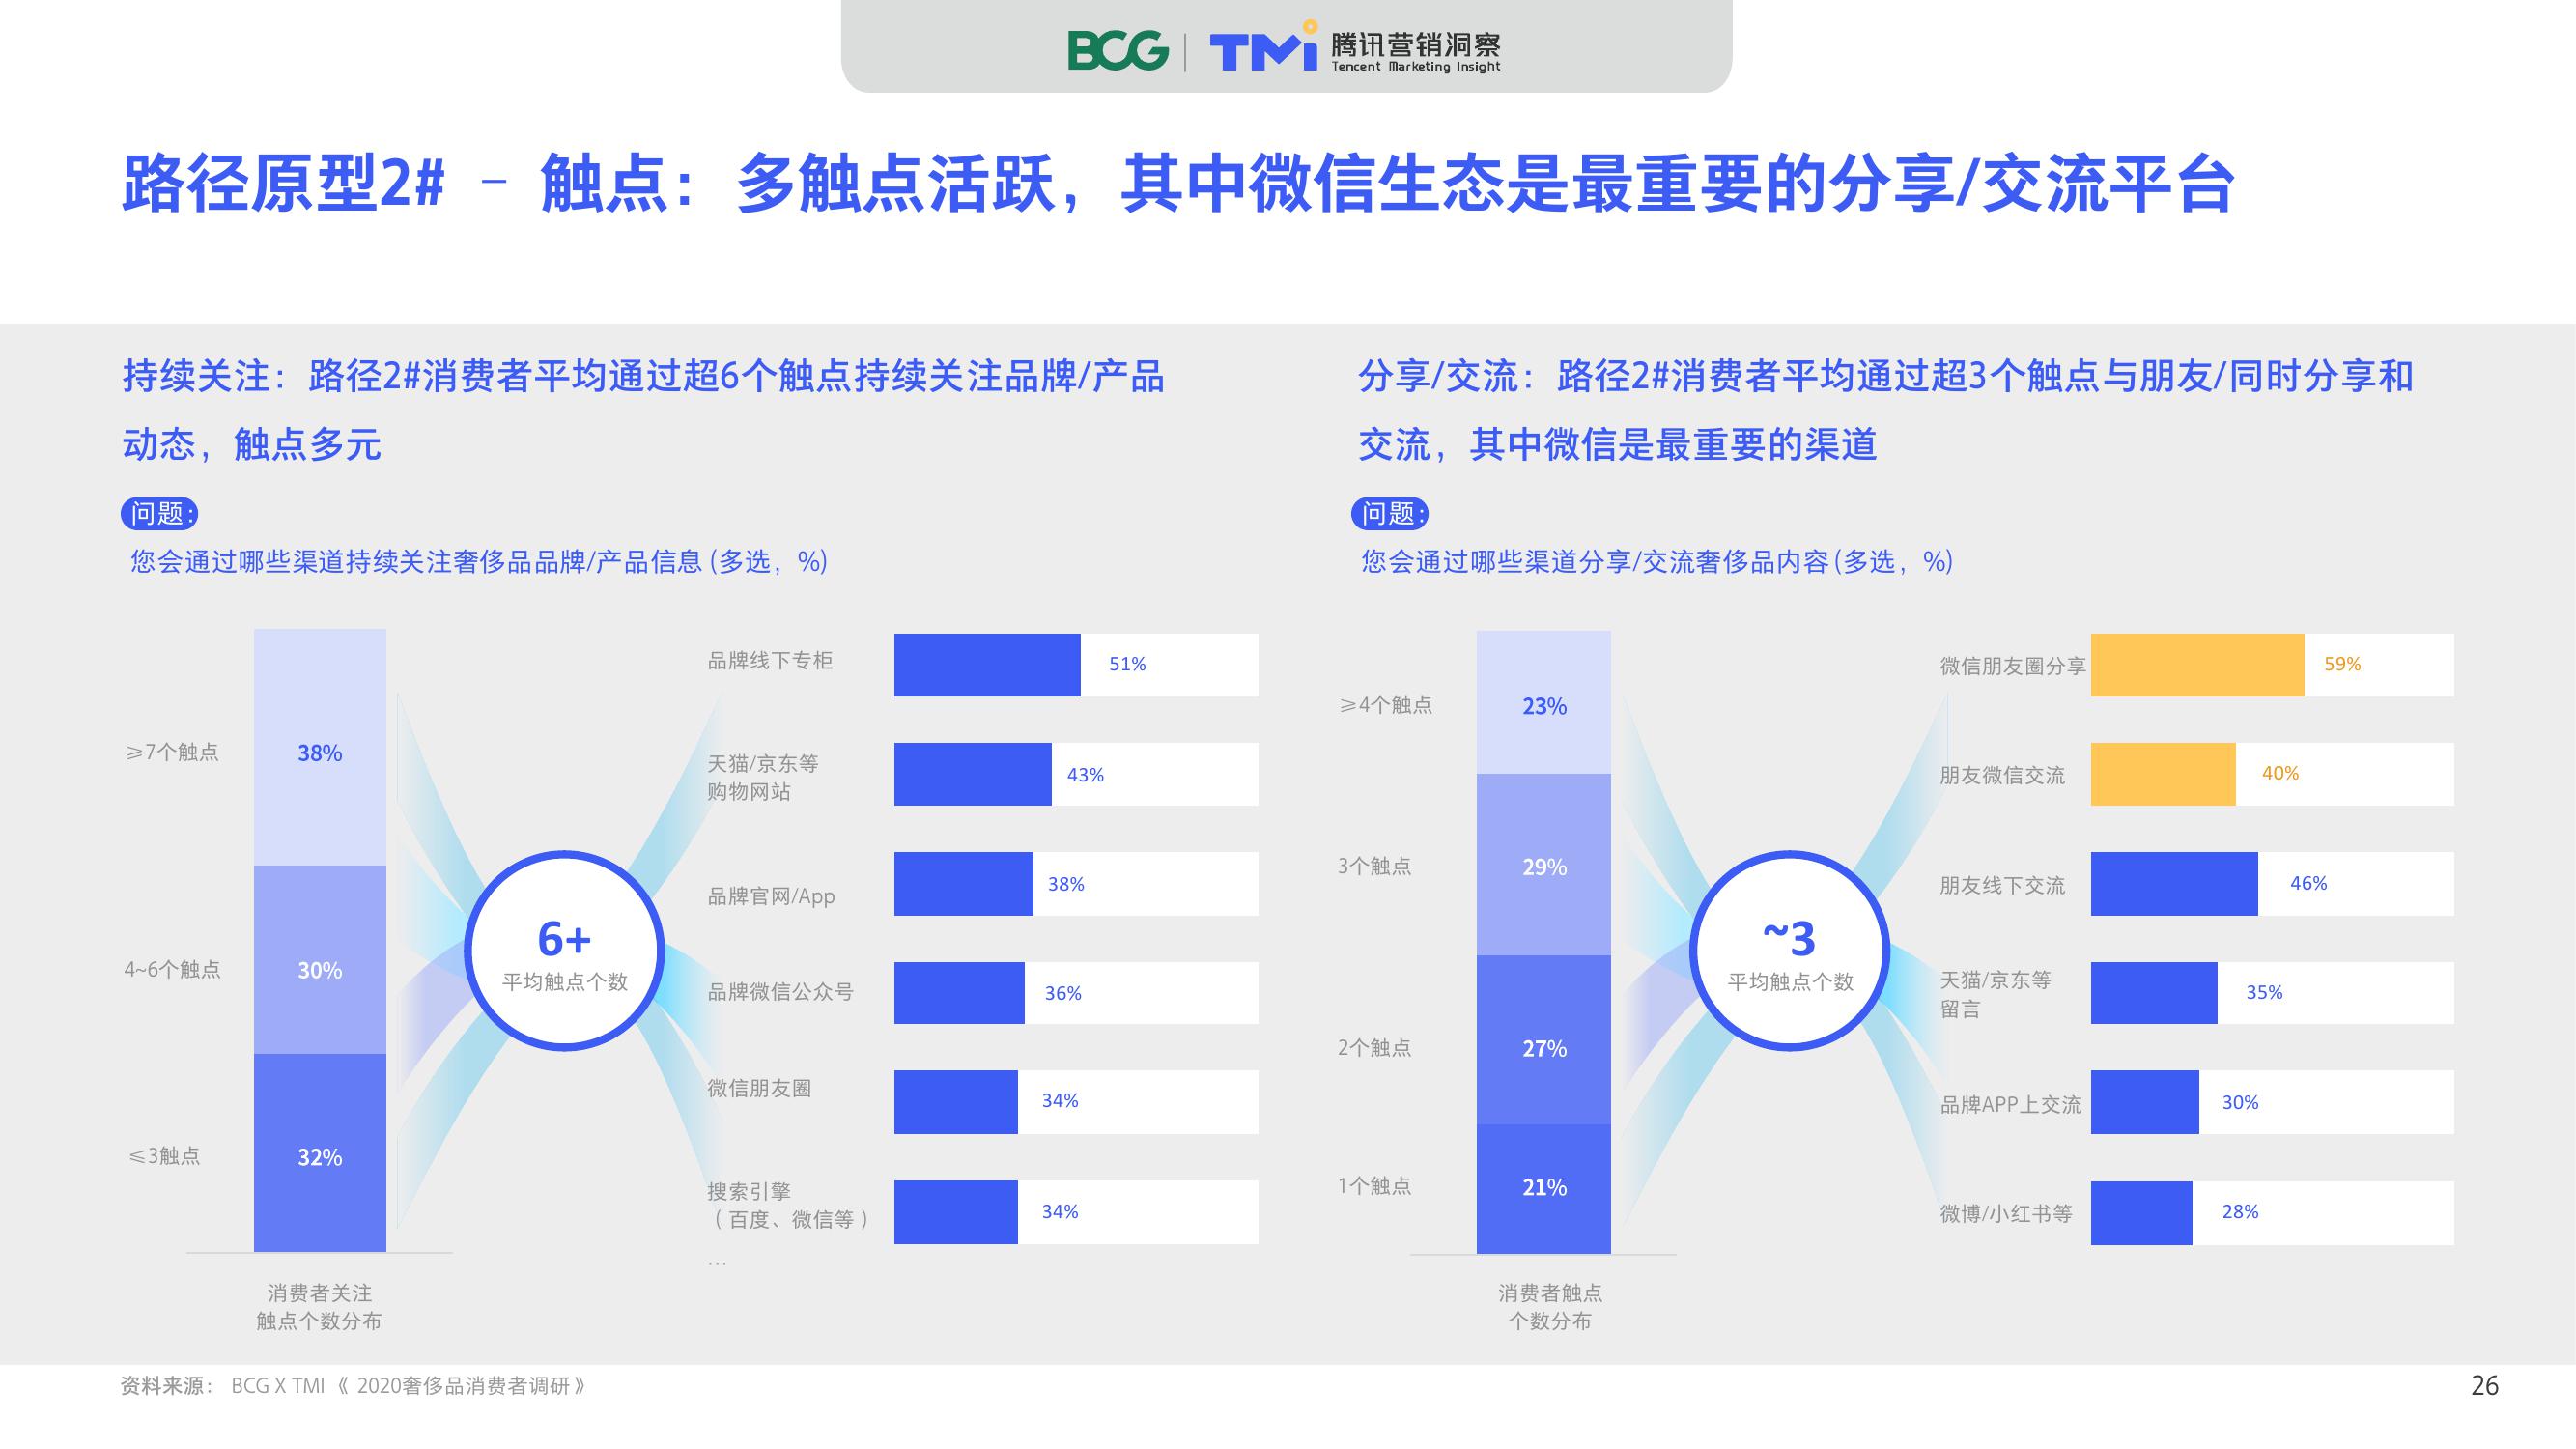 BCG
TMi 腾讯营销洞察
Tencent Marketing Insight
路径原型2# – 触点：多触点活跃，其中微信生态是最重要的分享/交流平台
持续关注：路径2#消费者平均通过超6个触点持续关注品牌/产品
动态，触点多元
问题:
您会通过哪些渠道持续关注奢侈品品牌/产品信息 (多选，%)
≥7个触点
38%
4~6个触点
30%
≤3触点
32%
消费者关注
触点个数分布
6+
平均触点个数
品牌线下专柜
51%
天猫/京东等
购物网站
43%
品牌官网/App
38%
品牌微信公众号
36%
微信朋友圈
34%
搜索引擎
（百度、微信等）
34%
...
分享/交流：路径2#消费者平均通过超3个触点与朋友/同时分享和
交流，其中微信是最重要的渠道
问题:
您会通过哪些渠道分享/交流奢侈品内容 (多选，%)
≥4个触点
23%
3个触点
29%
2个触点
27%
1个触点
21%
消费者触点
个数分布
~3
平均触点个数
微信朋友圈分享
59%
朋友微信交流
40%
朋友线下交流
46%
天猫/京东等
留言
35%
品牌APP上交流
30%
微博/小红书等
28%
资料来源： BCG X TMI《 2020奢侈品消费者调研》
26